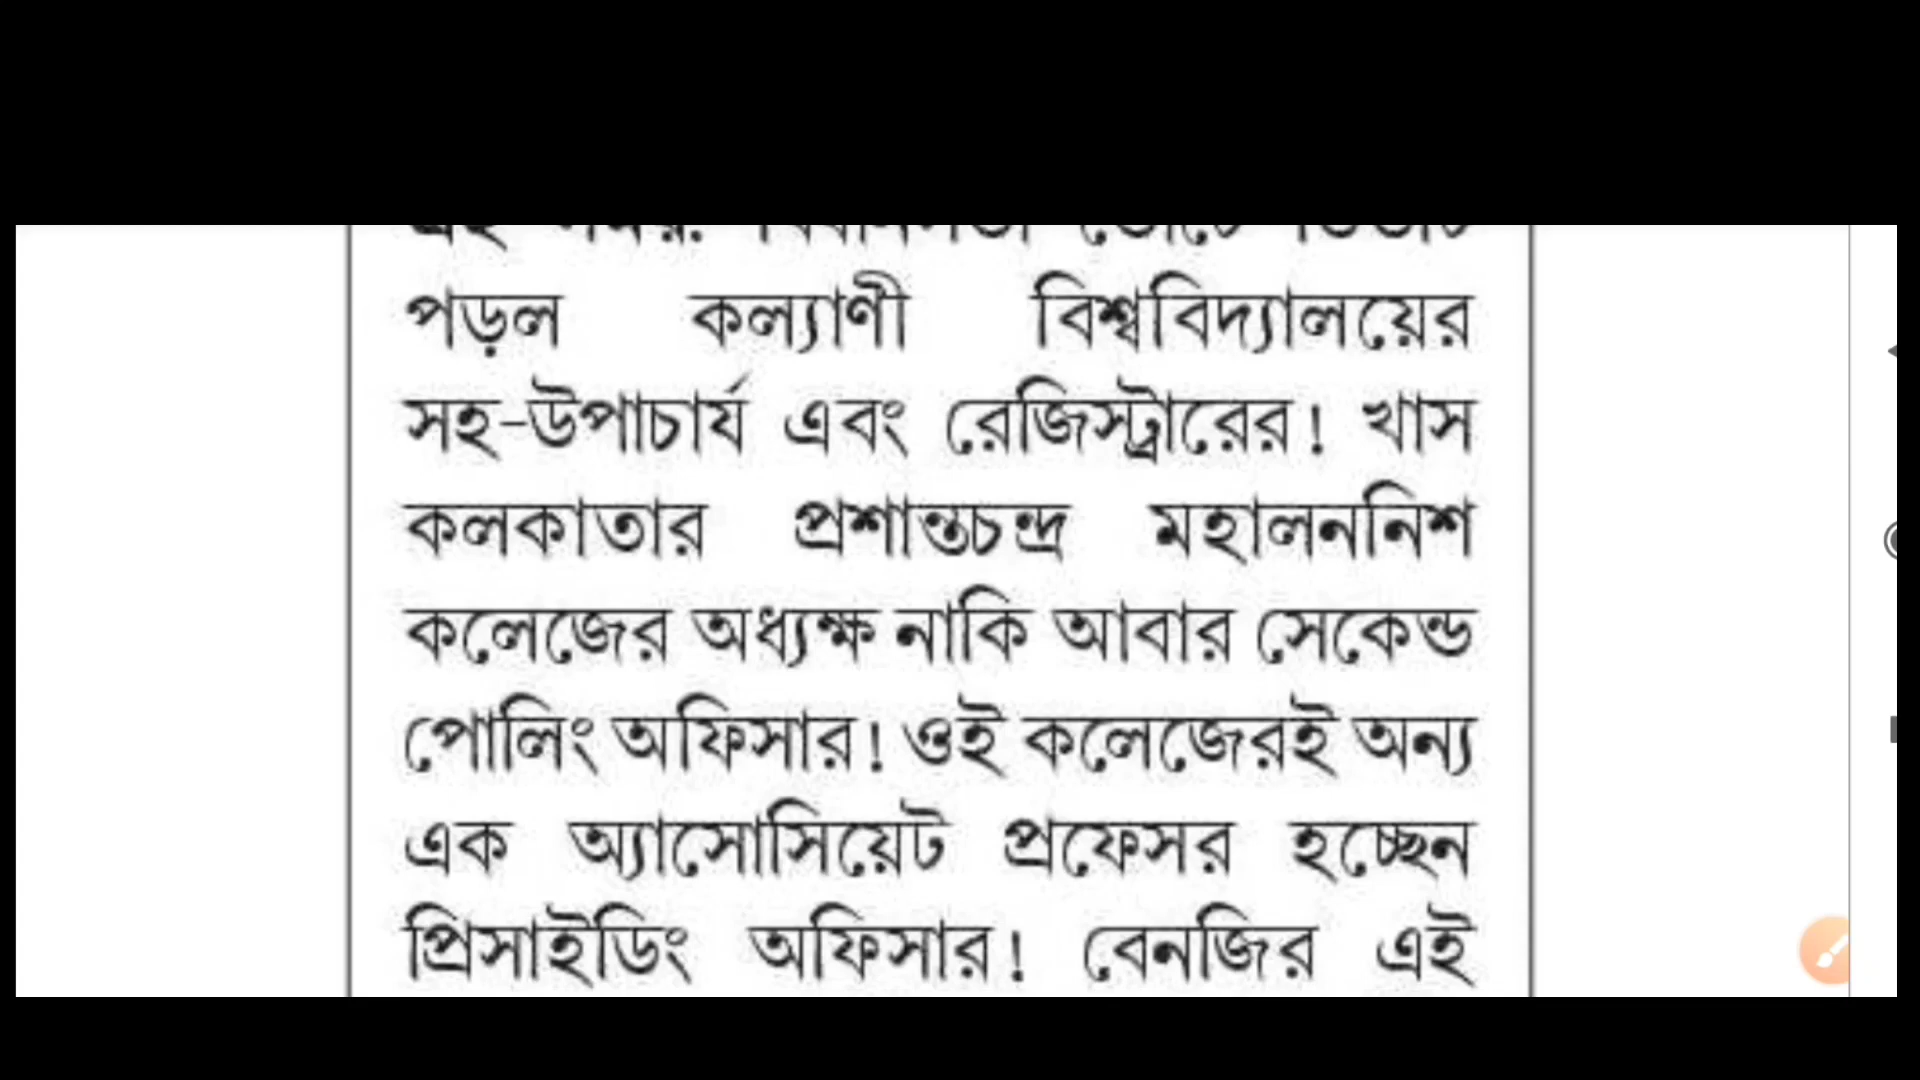 পড়ল কল্যাণী বিশ্ববিদ্যালয়ের
সহ-উপাচার্য এবং রেজিস্ট্রারের! খাস
কলকাতার প্রশান্তচন্দ্র মহালননিশ
কলেজের অধ্যক্ষ নাকি আবার সেকেন্ড
পোলিং অফিসার! ওই কলেজেরই অন্য
এক অ্যাসোসিয়েট প্রফেসর হচ্ছেন
প্রিসাইডিং অফিসার! বেনজির এই